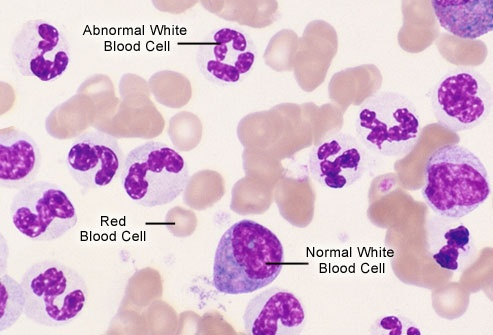 Abnormal White
Blood Cell
Red
Blood Cell
Normal White
Blood Cell